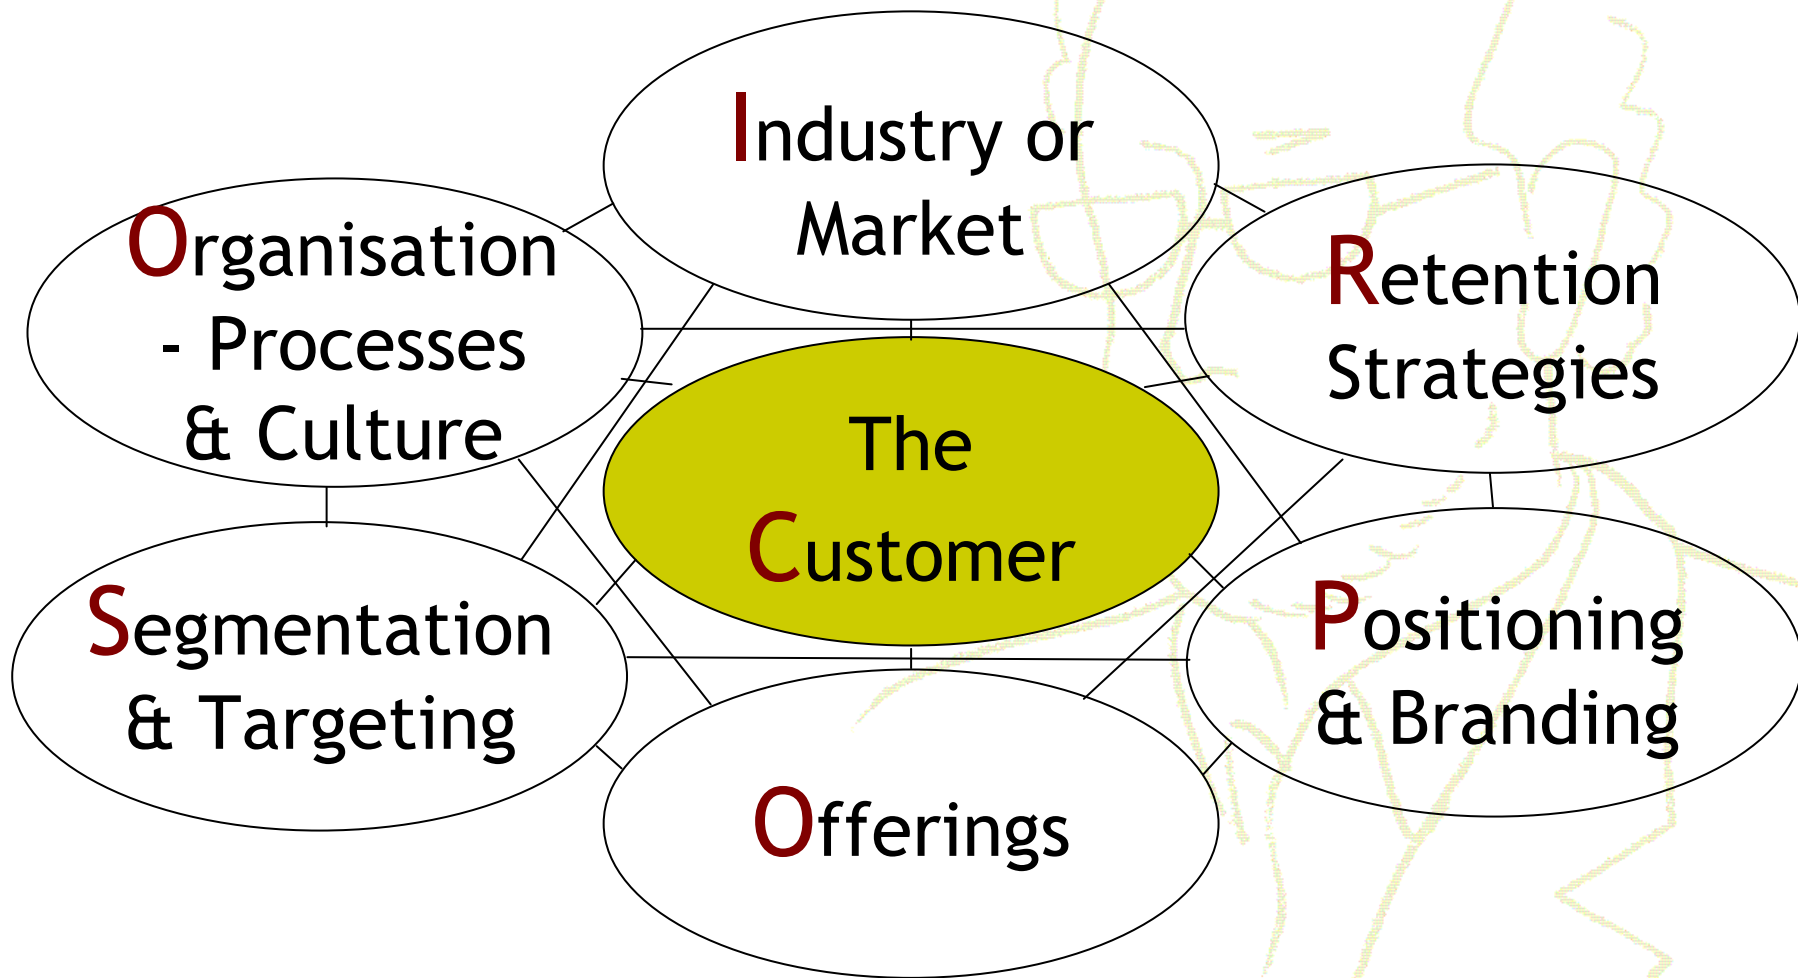 Industry or
Market
Organisation
- Processes
& Culture
Retention
Strategies
The
Customer
Segmentation
& Targeting
Positioning
& Branding
Offerings